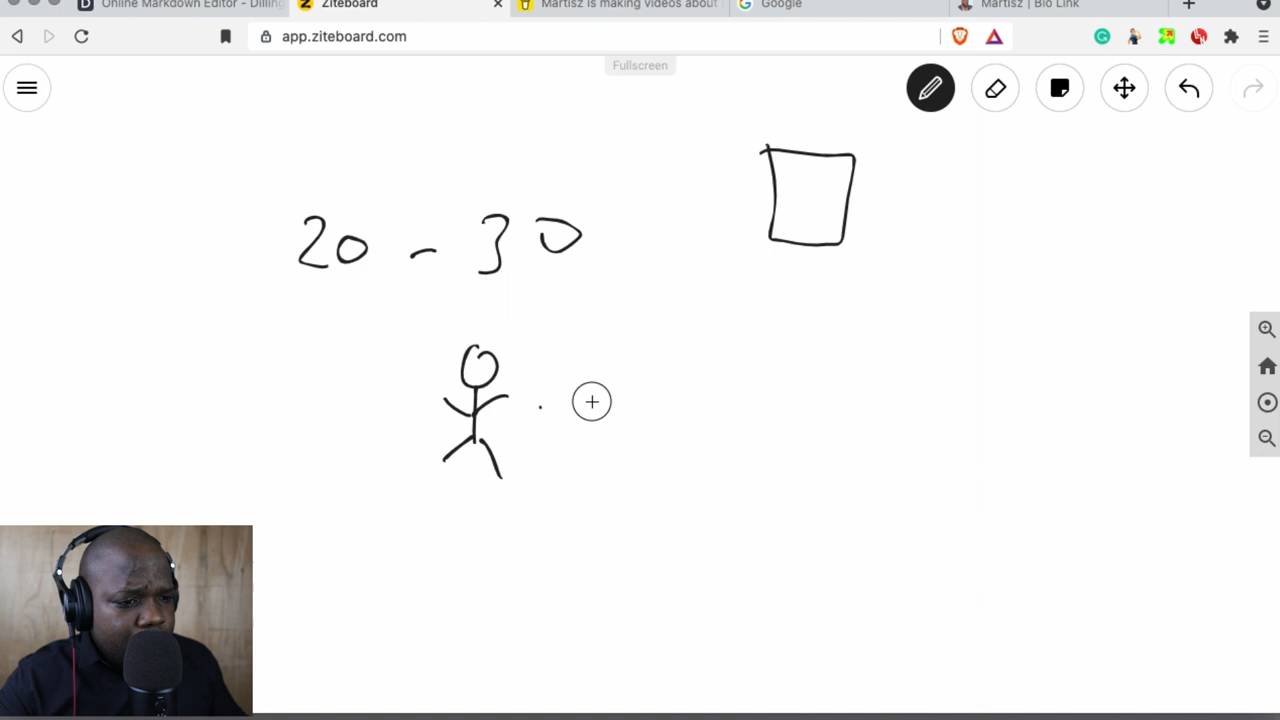 Online Markdown Editor - Dilling
Ziteboard
Martisz is making videos about
Google
Martisz | Bio Link
app.ziteboard.com
Fullscreen
20 - 30